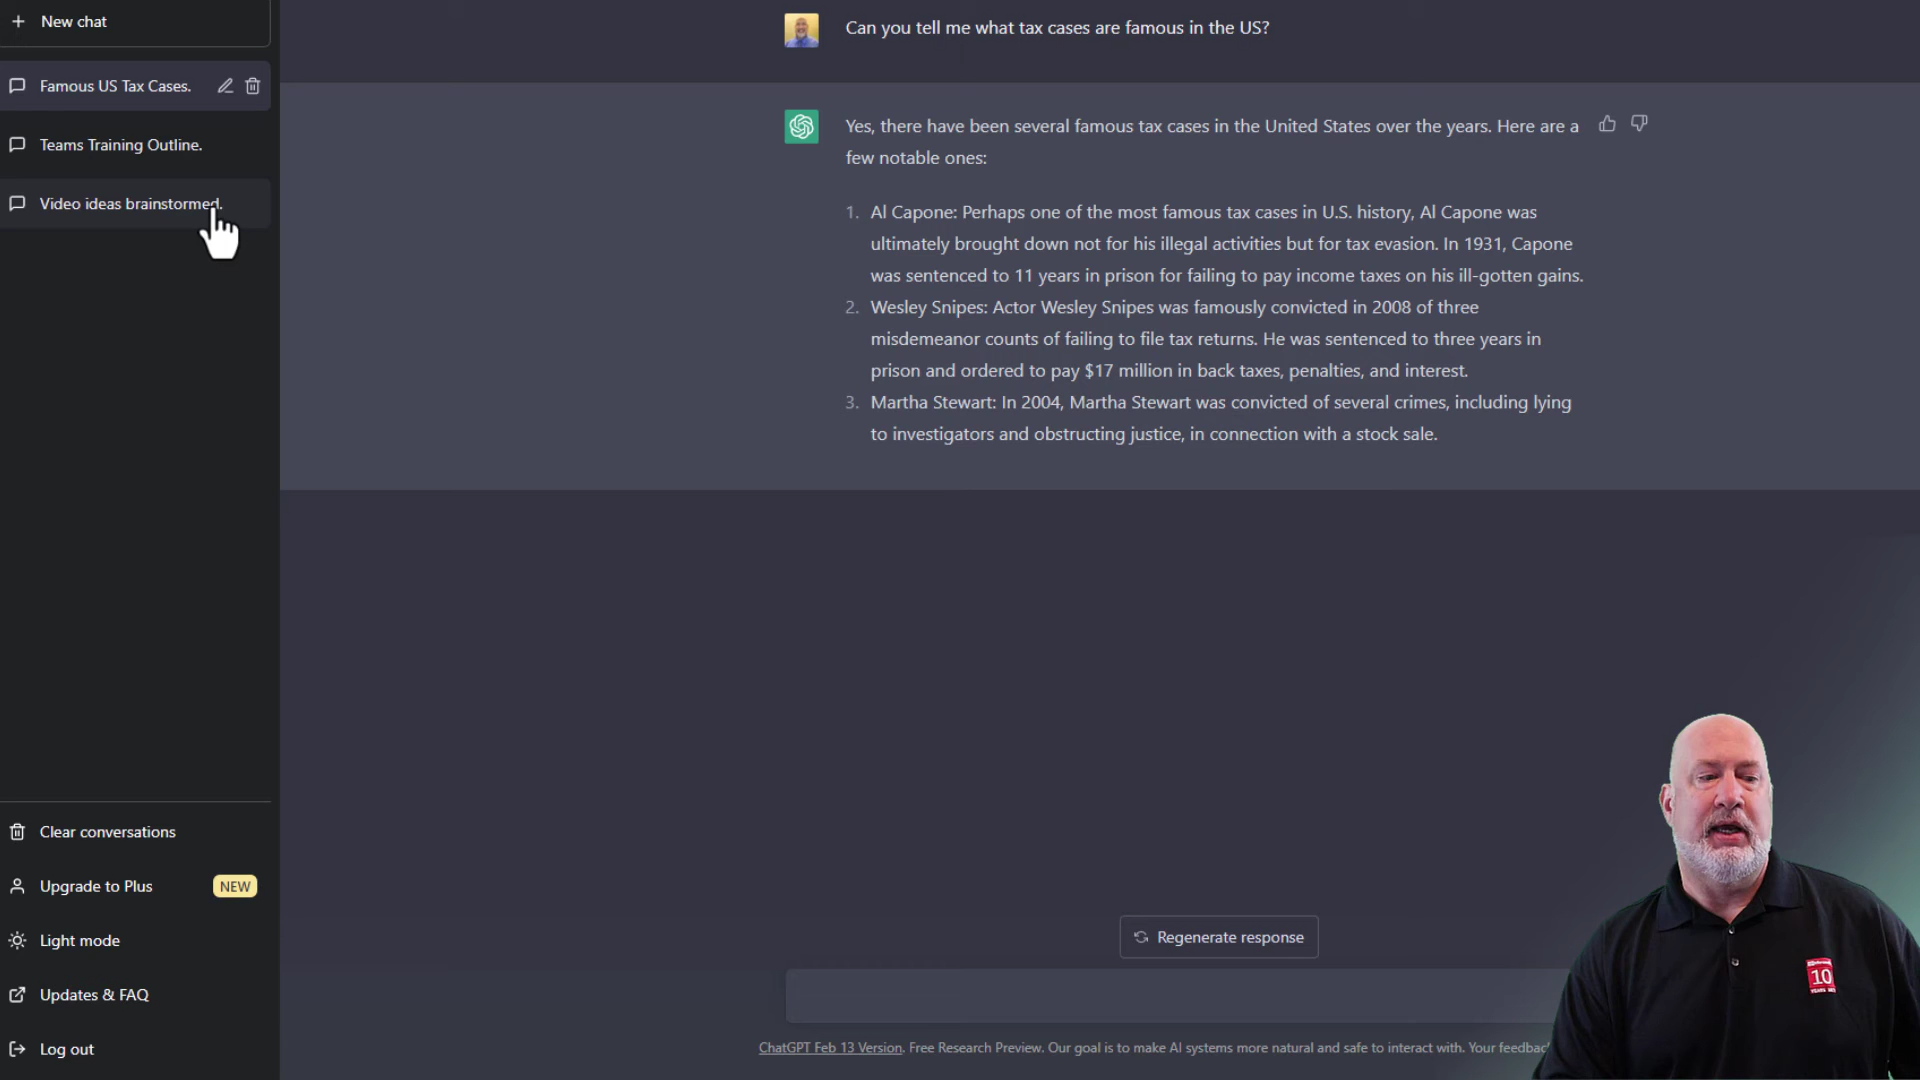 New chat
Famous US Tax Cases.
Teams Training Outline.
Video ideas brainstormed.
Clear conversations
Upgrade to Plus NEW
Light mode
Updates & FAQ
Log out
Can you tell me what tax cases are famous in the US?
Yes, there have been several famous tax cases in the United States over the years. Here are a
few notable ones:
1. Al Capone: Perhaps one of the most famous tax cases in U.S. history, Al Capone was
ultimately brought down not for his illegal activities but for tax evasion. In 1931, Capone
was sentenced to 11 years in prison for failing to pay income taxes on his ill-gotten gains.
2. Wesley Snipes: Actor Wesley Snipes was famously convicted in 2008 of three
misdemeanor counts of failing to file tax returns. He was sentenced to three years in
prison and ordered to pay $17 million in back taxes, penalties, and interest.
3. Martha Stewart: In 2004, Martha Stewart was convicted of several crimes, including lying
to investigators and obstructing justice, in connection with a stock sale.
Regenerate response
ChatGPT Feb 13 Version. Free Research Preview. Our goal is to make AI systems more natural and safe to interact with. Your feedbac
10